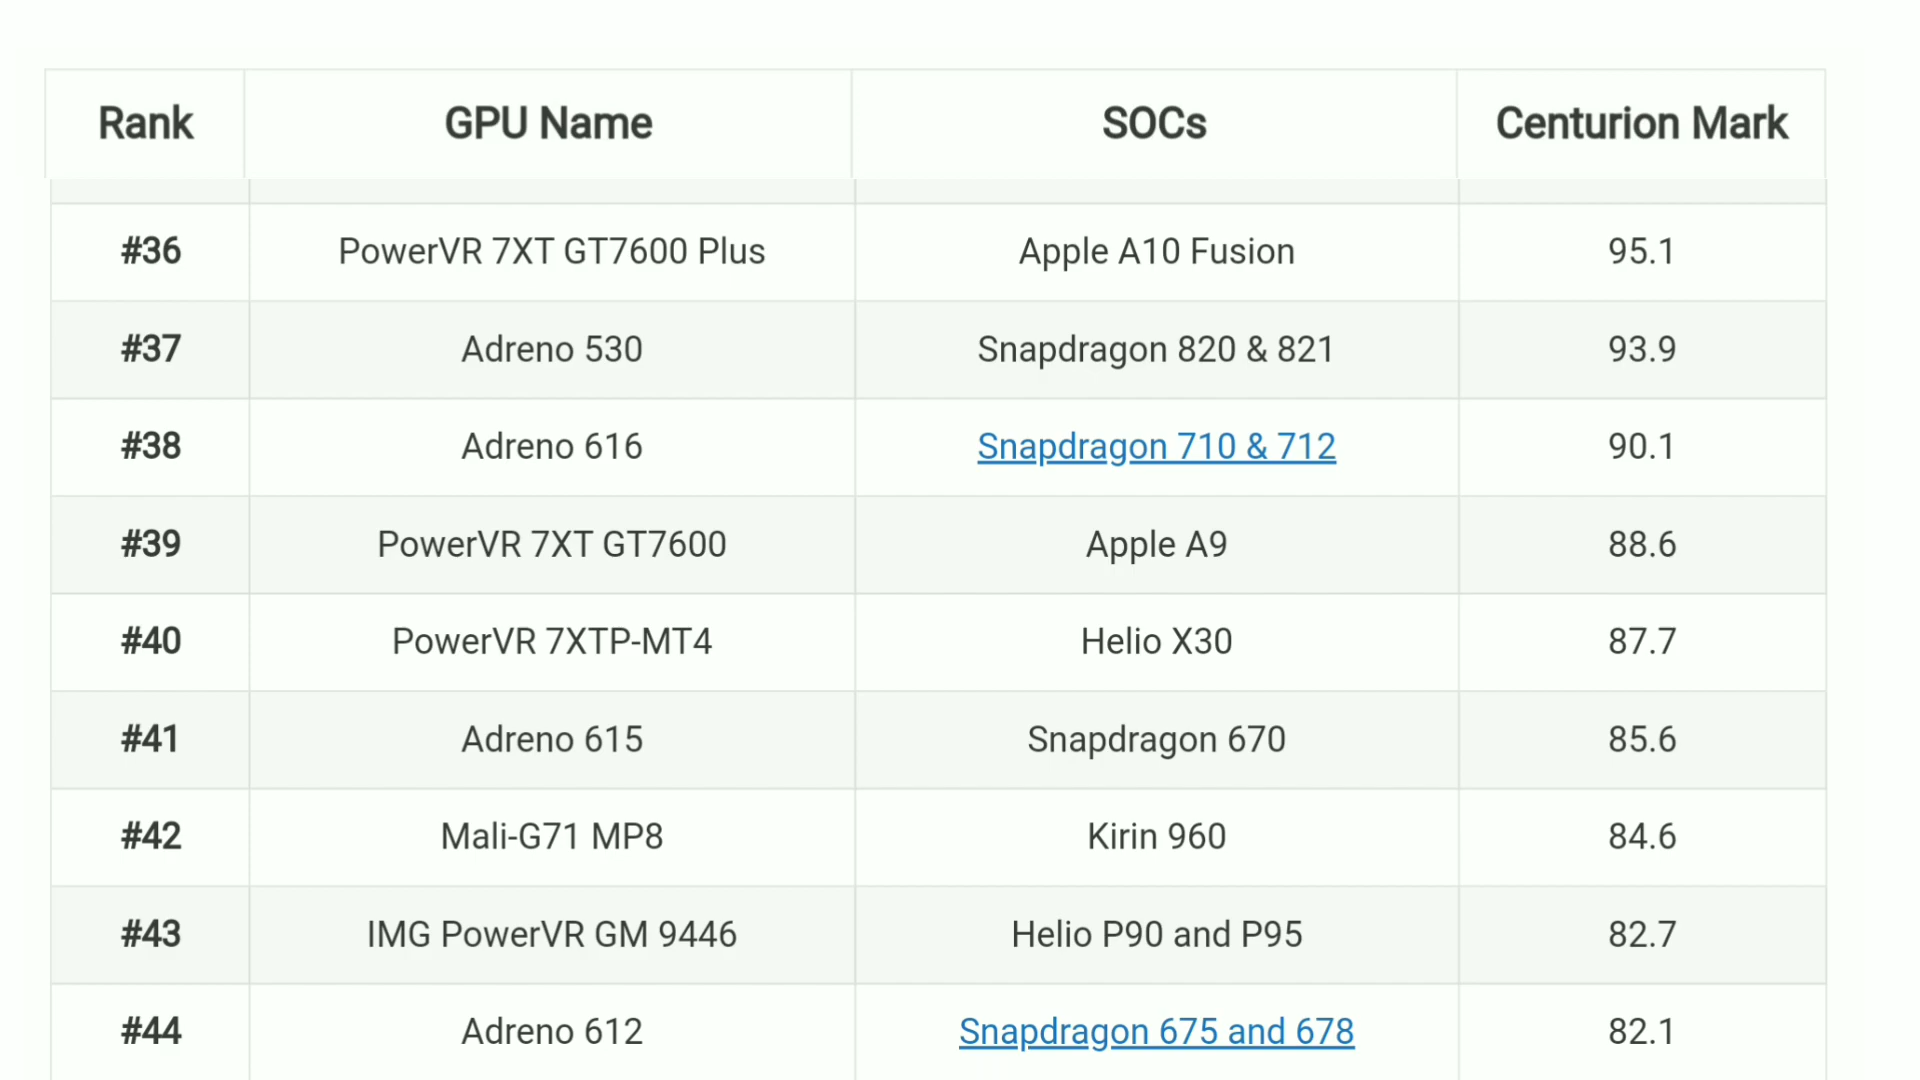 Rank GPU Name SOCs Centurion Mark
#36 PowerVR 7XT GT7600 Plus Apple A10 Fusion 95.1
#37 Adreno 530 Snapdragon 820 & 821 93.9
#38 Adreno 616 Snapdragon 710 & 712 90.1
#39 PowerVR 7XT GT7600 Apple A9 88.6
#40 PowerVR 7XTP-MT4 Helio X30 87.7
#41 Adreno 615 Snapdragon 670 85.6
#42 Mali-G71 MP8 Kirin 960 84.6
#43 IMG PowerVR GM 9446 Helio P90 and P95 82.7
#44 Adreno 612 Snapdragon 675 and 678 82.1